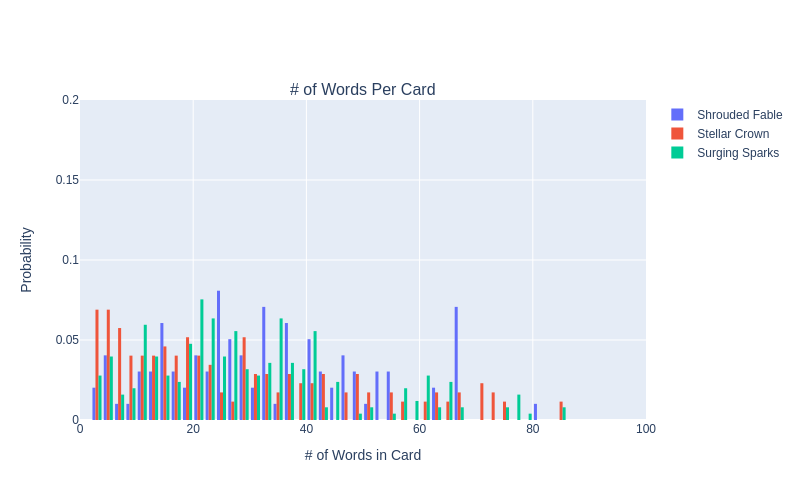 # of Words Per Card
0.2
0.15
0.1
0.05
0
0
20
40
60
80
100
Probability
# of Words in Card
Shrouded Fable
Stellar Crown
Surging Sparks